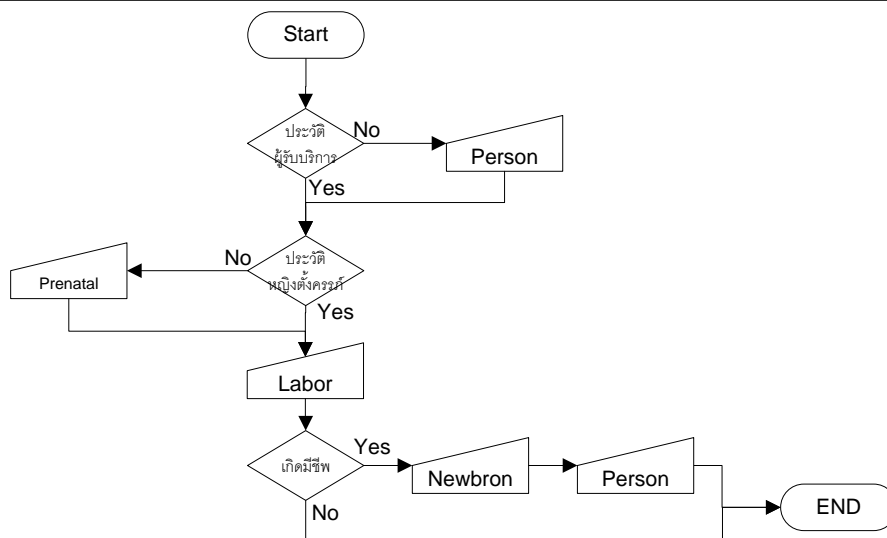 Start
ประวัติ
ผู้รับบริการ
No
Person
Yes
ประวัติ
หญิงตั้งครรภ์
No
Prenatal
Yes
Labor
เกิดมีชีพ
Yes
Newbron
Person
END
No